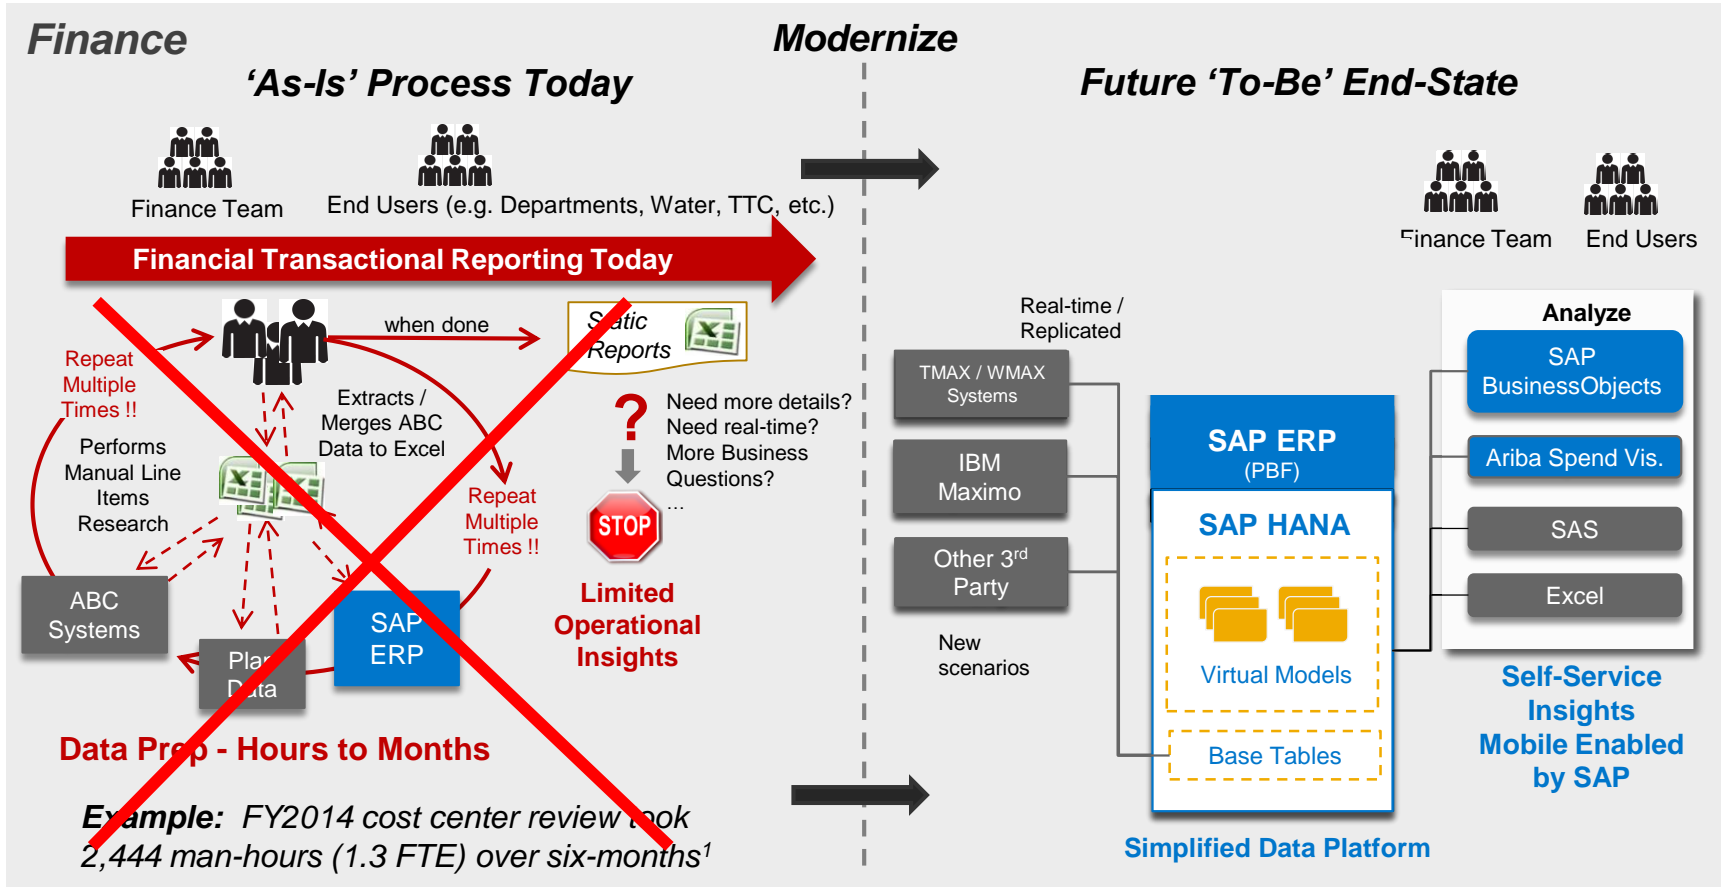 Finance
Modernize
‘As-Is’ Process Today
Future ‘To-Be’ End-State
Finance Team
End Users (e.g. Departments, Water, TTC, etc.)
Financial Transactional Reporting Today
when done
Static
Reports
Repeat
Multiple
Times !!
Extracts /
Merges ABC
Data to Excel
Performs
Manual Line
Items
Research
Repeat
Multiple
Times !!
Need more details?
Need real-time?
More Business
Questions?
...
STOP
Limited
Operational
Insights
ABC
Systems
Plan
Data
SAP
ERP
Data Prep - Hours to Months
Example: FY2014 cost center review took
2,444 man-hours (1.3 FTE) over six-months1
Finance Team
End Users
Real-time /
Replicated
TMAX / WMAX
Systems
IBM
Maximo
Other 3rd
Party
New
scenarios
SAP ERP
(PBF)
SAP HANA
Virtual Models
Base Tables
Simplified Data Platform
Analyze
SAP
BusinessObjects
Ariba Spend Vis.
SAS
Excel
Self-Service
Insights
Mobile Enabled
by SAP